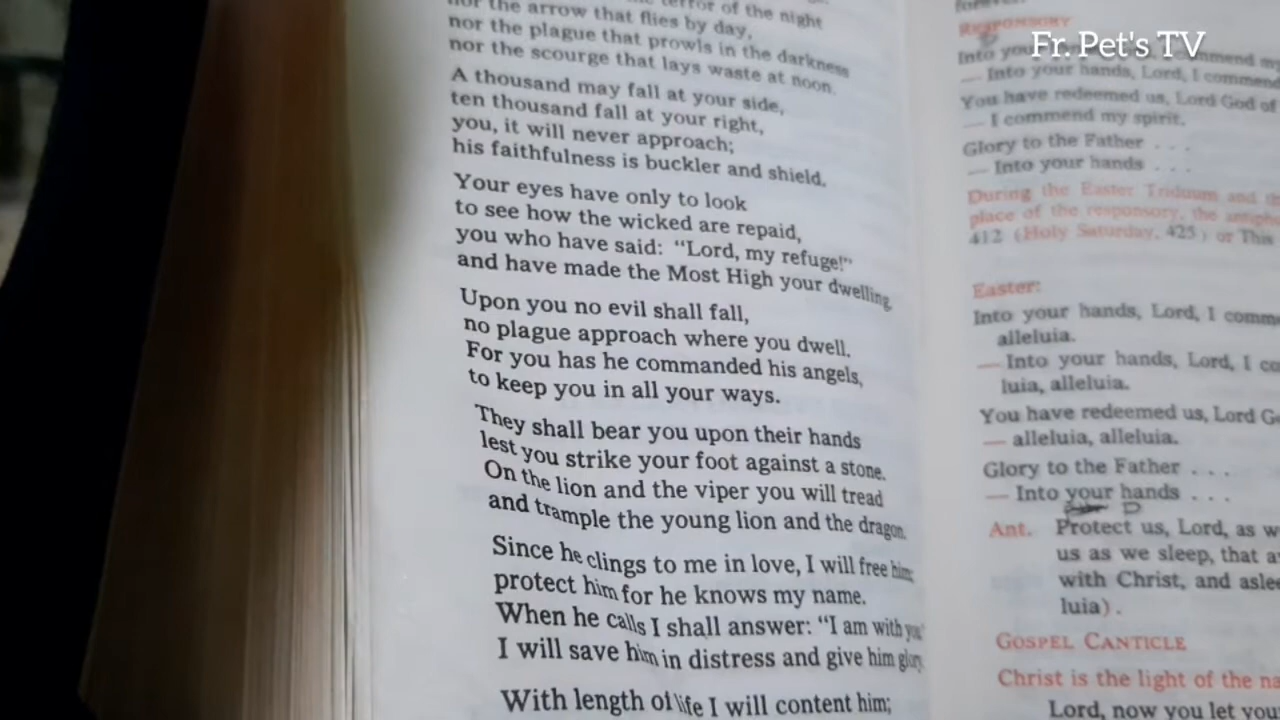 terror of the night
nor the arrow that flies by day,
nor the plague that prowls in the darkness
nor the scourge that lays waste at noon.
A thousand may fall at your side,
ten thousand fall at your right,
you, it will never approach;
his faithfulness is buckler and shield.
Your eyes have only to look
to see how the wicked are repaid,
you who have said: “Lord, my refuge!”
and have made the Most High your dwelling.
Upon you no evil shall fall,
no plague approach where you dwell.
For you has he commanded his angels,
to keep you in all your ways.
They shall bear you upon their hands
lest you strike your foot against a stone.
On the lion and the viper you will tread
and trample the young lion and the dragon.
Since he clings to me in love, I will free him;
protect him for he knows my name.
When he calls I shall answer: “I am with you”
I will save him in distress and give him glory.
With length of life I will content him;
Fr. Pet's TV
forever.
RESPONSORY
Into your commend my
— Into your hands, Lord, I commend
You have redeemed us, Lord God of
— I commend my spirit.
Glory to the Father . . .
— Into your hands . . .
During the Easter Triduum and
place of the responsory, the
412 (Holy Saturday, 425) or This
Easter:
Into your hands, Lord, I
alleluia.
— Into your hands, Lord, I
luia, alleluia.
You have redeemed us, Lord
— alleluia, alleluia.
Glory to the Father . . .
— Into your hands . . .
Ant. Protect us, Lord, as
us as we sleep, that
with Christ, and
luia).
GOSPEL CANTICLE
Christ is the light of the
Lord, now you let your